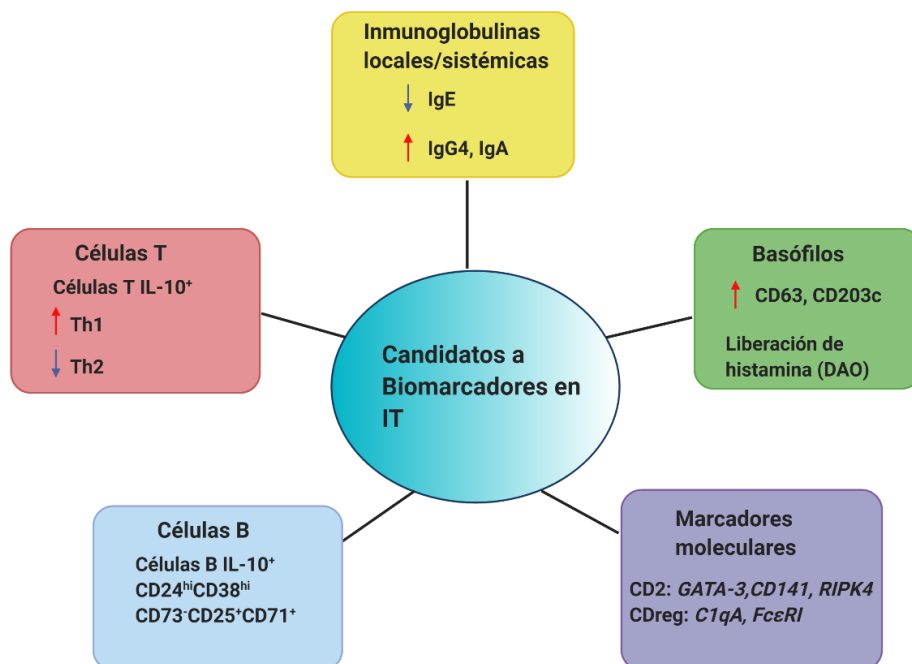 Inmunoglobulinas
locales/sistémicas
↓ IgE
↑ IgG4, IgA
Células T
Células T IL-10⁺
↑ Th1
↓ Th2
Basófilos
↑ CD63, CD203c
Liberación de
histamina (DAO)
Candidatos a
Biomarcadores en
IT
Células B
Células B IL-10⁺
CD24ʰⁱCD38ʰⁱ
CD73⁻CD25⁺CD71⁺
Marcadores
moleculares
CD2: GATA-3,CD141, RIPK4
CDreg: C1qA, FcεRI